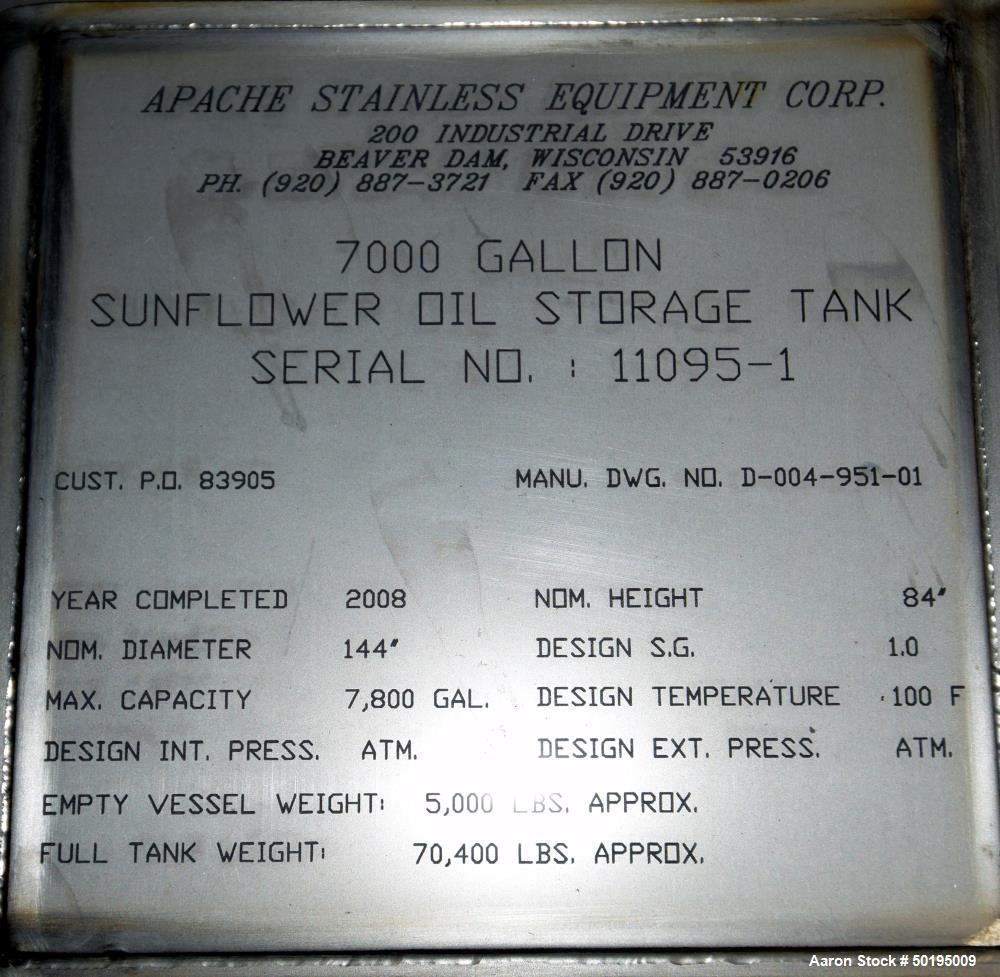 APACHE STAINLESS EQUIPMENT CORP.
200 INDUSTRIAL DRIVE
BEAVER DAM, WISCONSIN 53916
PH. (920) 887-3721 FAX (920) 887-0206
7000 GALLON
SUNFLOWER OIL STORAGE TANK
SERIAL NO. : 11095-1
CUST. P.O. 83905 MANU. DWG. NO. D-004-951-01
YEAR COMPLETED 2008 NOM. HEIGHT 84"
NOM. DIAMETER 144" DESIGN S.G. 1.0
MAX. CAPACITY 7,800 GAL. DESIGN TEMPERATURE 100 F
DESIGN INT. PRESS. ATM. DESIGN EXT. PRESS. ATM.
EMPTY VESSEL WEIGHT: 5,000 LBS. APPROX.
FULL TANK WEIGHT: 70,400 LBS. APPROX.
Aaron Stock # 50195009